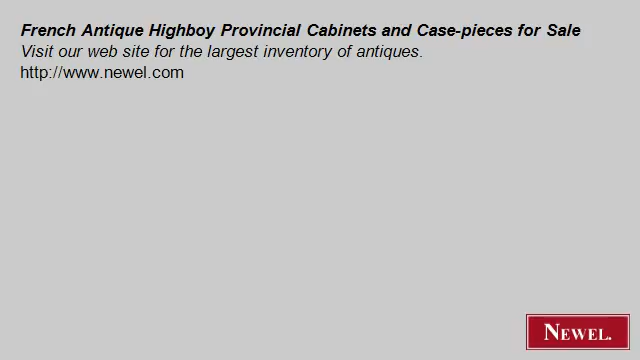 French Antique Highboy Provincial Cabinets and Case-pieces for Sale
Visit our web site for the largest inventory of antiques.
http://www.newel.com
NEWEL.